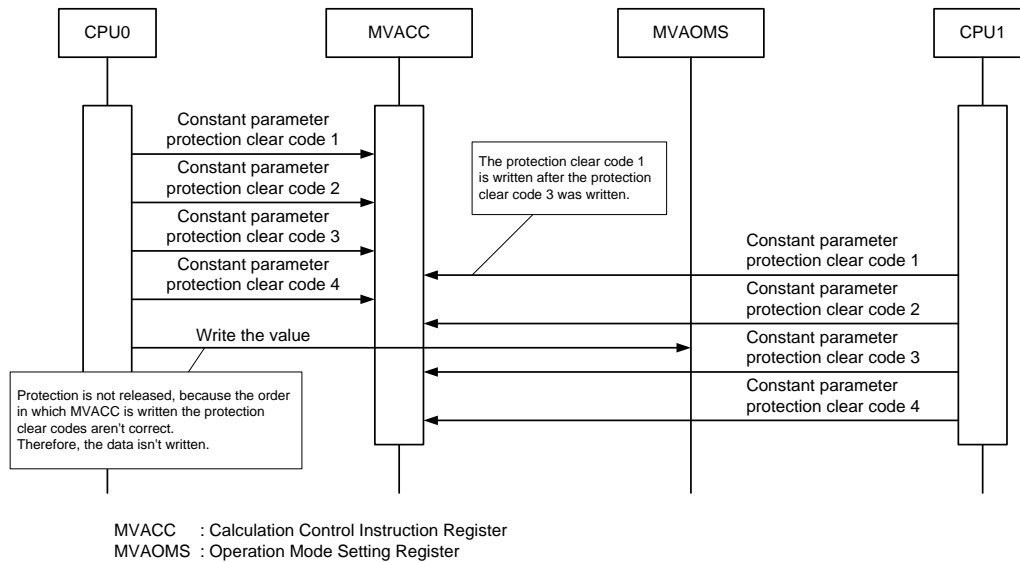 CPU0
MVACC
MVAOMS
CPU1
Constant parameter
protection clear code 1
Constant parameter
protection clear code 2
Constant parameter
protection clear code 3
Constant parameter
protection clear code 4
The protection clear code 1
is written after the protection
clear code 3 was written.
Constant parameter
protection clear code 1
Constant parameter
protection clear code 2
Write the value
Constant parameter
protection clear code 3
Constant parameter
protection clear code 4
Protection is not released, because the order
in which MVACC is written the protection
clear codes aren't correct.
Therefore, the data isn't written.
MVACC : Calculation Control Instruction Register
MVAOMS : Operation Mode Setting Register